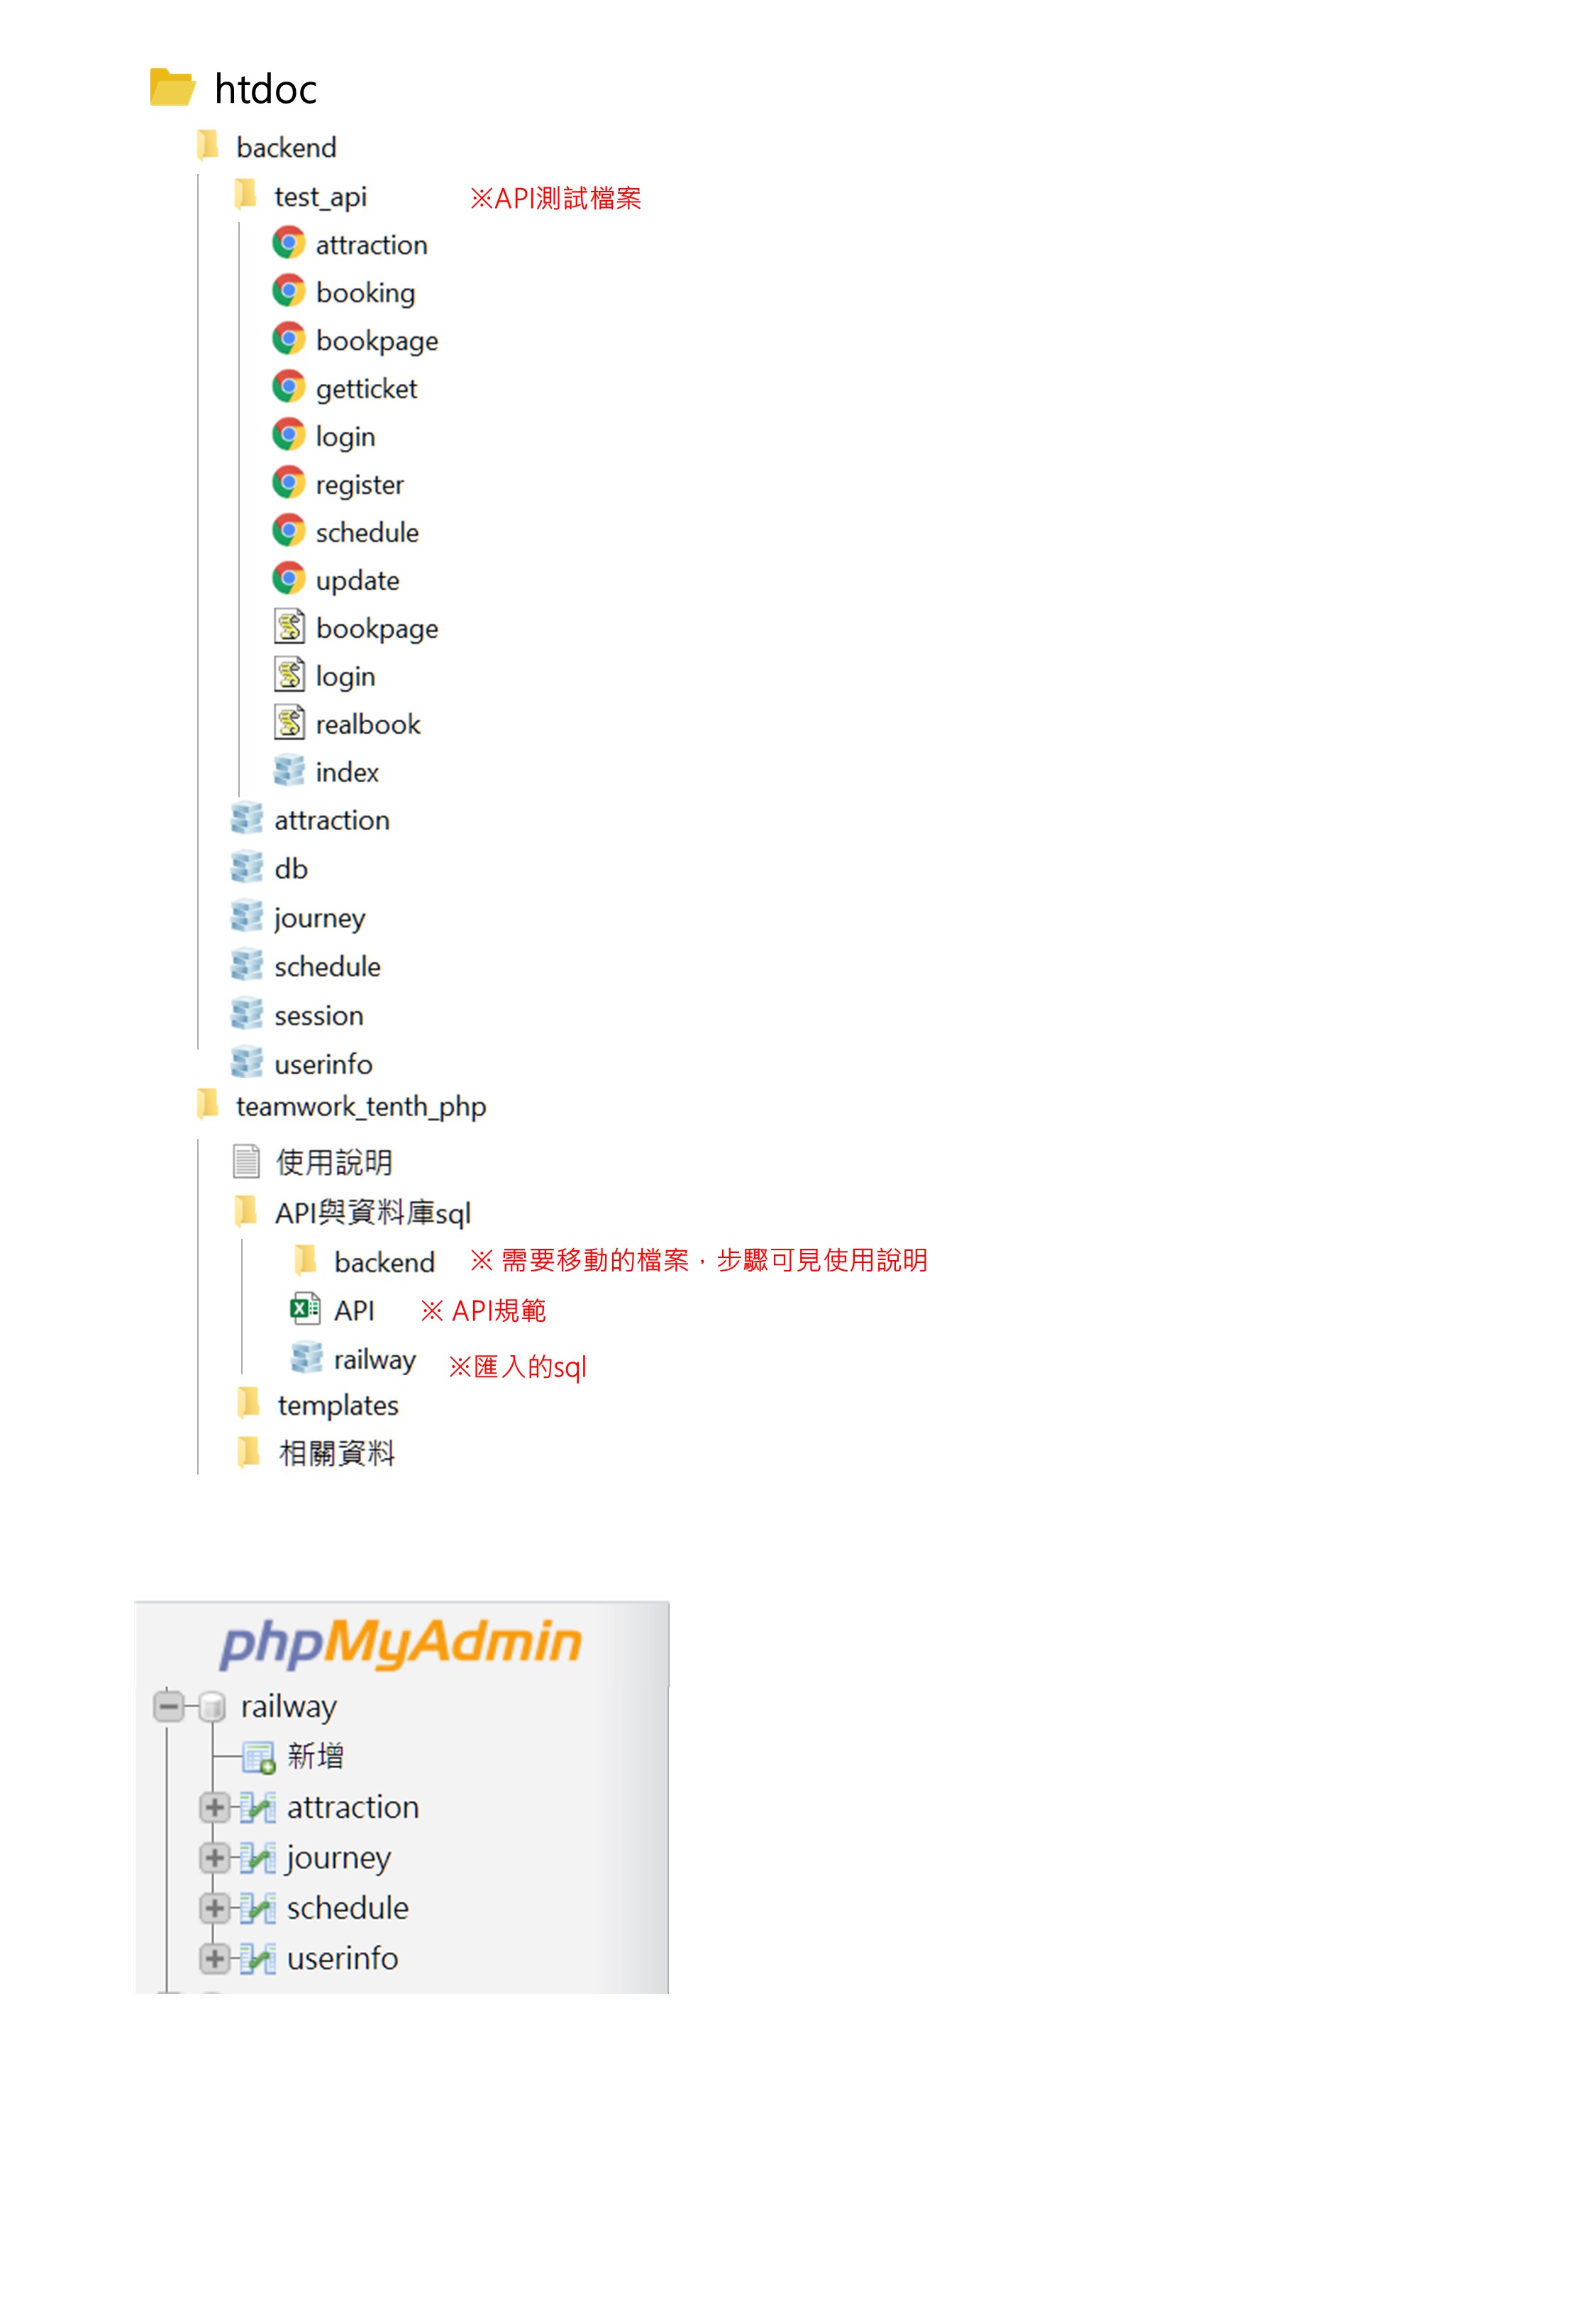 htdoc
backend
test_api ※API測試檔案
attraction
booking
bookpage
getticket
login
register
schedule
update
bookpage
login
realbook
index
attraction
db
journey
schedule
session
userinfo
teamwork_tenth_php
使用說明
API與資料庫sql
backend ※ 需要移動的檔案，步驟可見使用說明
API ※ API規範
railway ※匯入的sql
templates
相關資料
phpMyAdmin
railway
新增
attraction
journey
schedule
userinfo